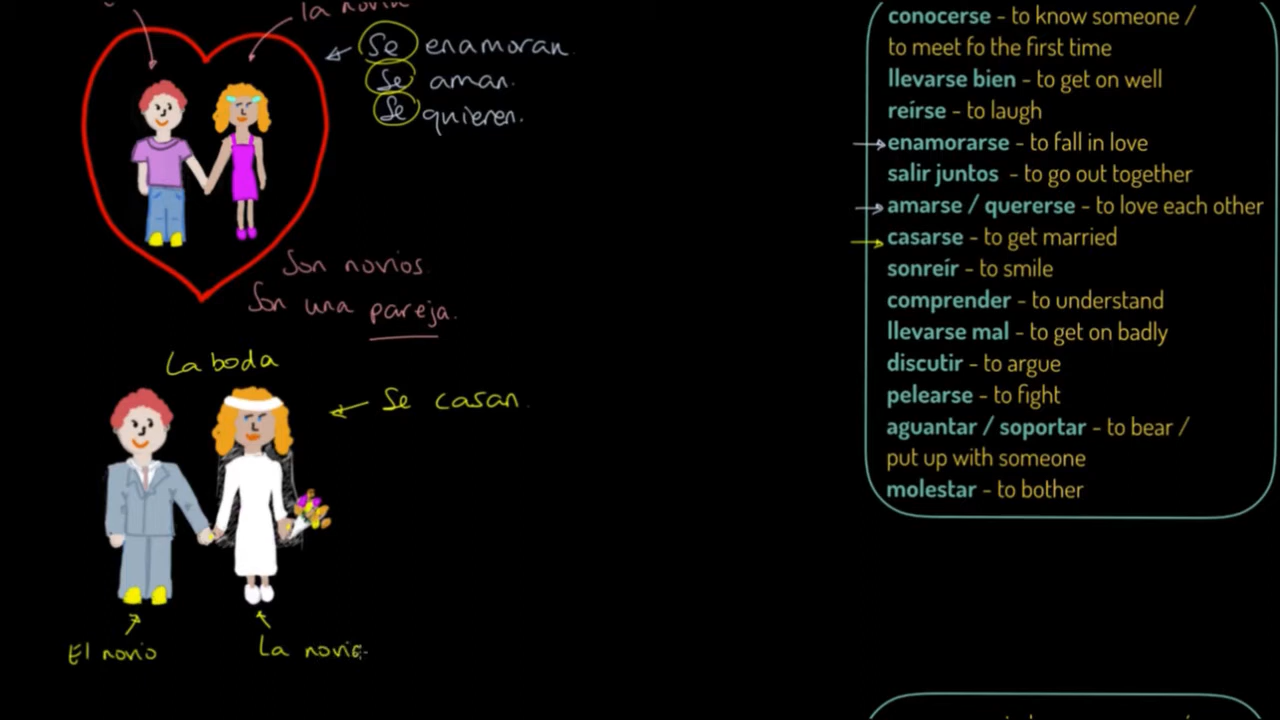 la novia
Se enamoran.
Se aman.
Se quieren.
Son novios.
Son una pareja.
La boda
Se casan.
El novio
La novia
conocerse - to know someone /
to meet fo the first time
llevarse bien - to get on well
reírse - to laugh
enamorarse - to fall in love
salir juntos - to go out together
amarse / quererse - to love each other
casarse - to get married
sonreír - to smile
comprender - to understand
llevarse mal - to get on badly
discutir - to argue
pelearse - to fight
aguantar / soportar - to bear /
put up with someone
molestar - to bother